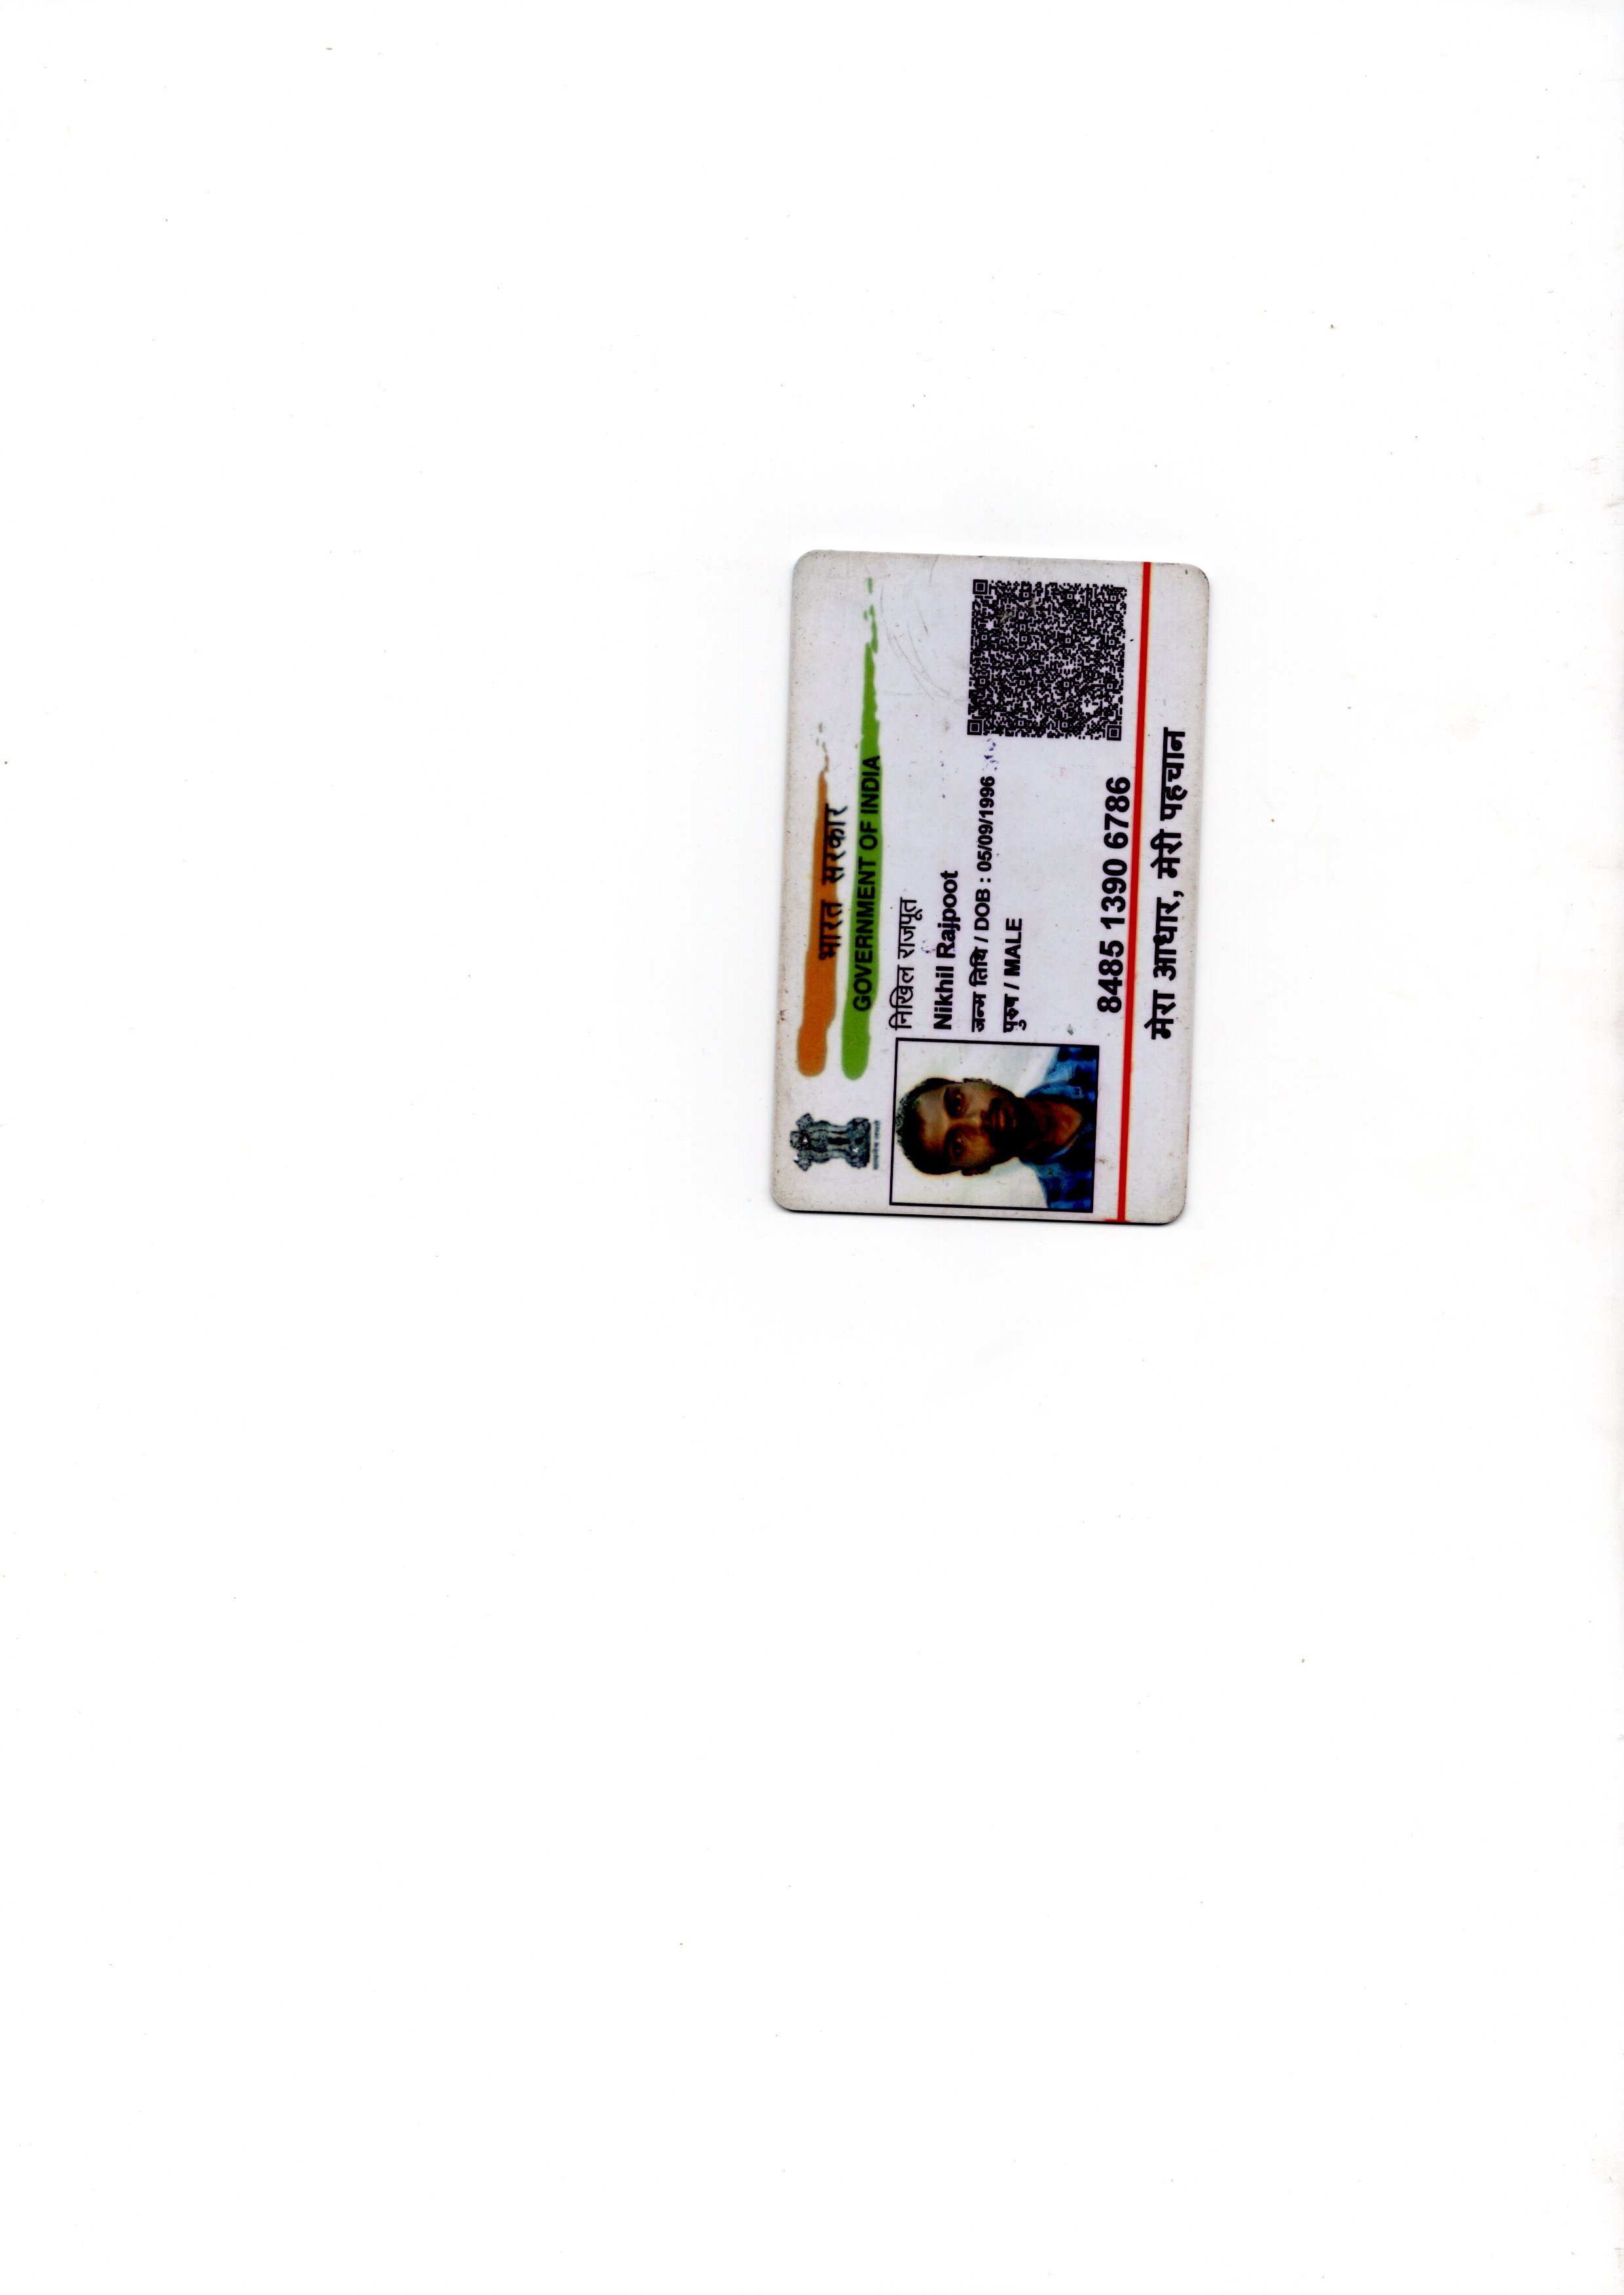 भारत सरकार
GOVERNMENT OF INDIA
निखिल राजपूत
Nikhil Rajpoot
जन्म तिथि / DOB : 05/09/1996
पुरुष / MALE
8485 1390 6786
मेरा आधार, मेरी पहचान